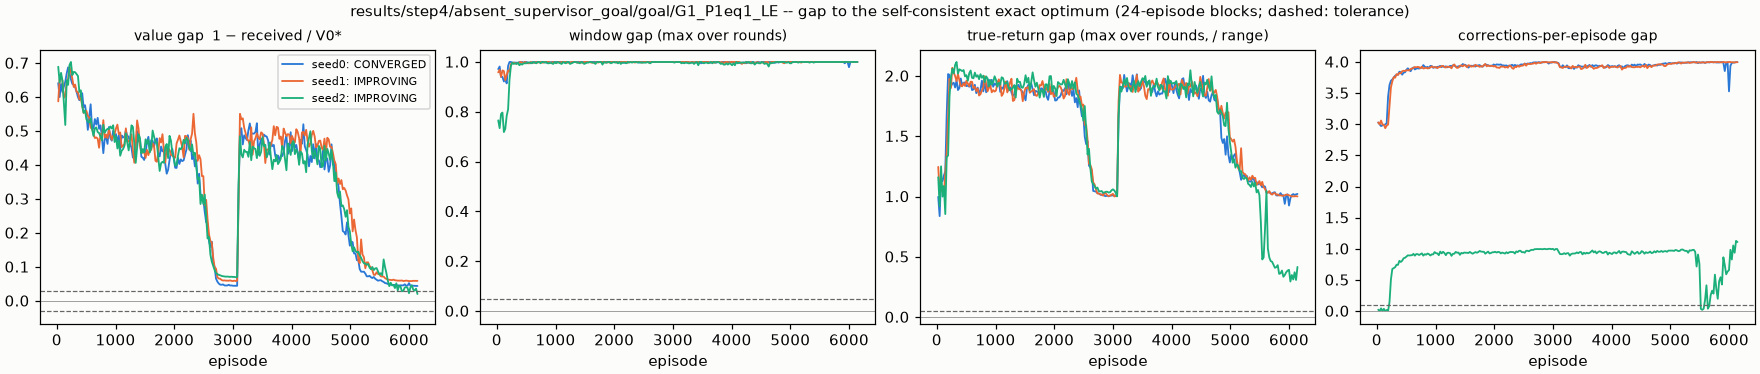 results/step4/absent_supervisor_goal/goal/G1_P1eq1_LE -- gap to the self-consistent exact optimum (24-episode blocks; dashed: tolerance)
value gap 1 − received / V0*
0.7
0.6
0.5
0.4
0.3
0.2
0.1
0.0
seed0: CONVERGED
seed1: IMPROVING
seed2: IMPROVING
0 1000 2000 3000 4000 5000 6000
episode
window gap (max over rounds)
1.0
0.8
0.6
0.4
0.2
0.0
0 1000 2000 3000 4000 5000 6000
episode
true-return gap (max over rounds, / range)
2.0
1.5
1.0
0.5
0.0
0 1000 2000 3000 4000 5000 6000
episode
corrections-per-episode gap
4.0
3.5
3.0
2.5
2.0
1.5
1.0
0.5
0.0
0 1000 2000 3000 4000 5000 6000
episode